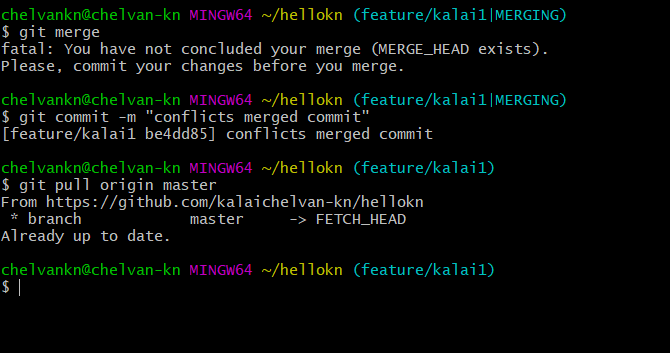 chelvankn@chelvan-kn MINGW64 ~/hellokn (feature/kalai1|MERGING)
$ git merge
fatal: You have not concluded your merge (MERGE_HEAD exists).
Please, commit your changes before you merge.
chelvankn@chelvan-kn MINGW64 ~/hellokn (feature/kalai1|MERGING)
$ git commit -m "conflicts merged commit"
[feature/kalai1 be4dd85] conflicts merged commit
chelvankn@chelvan-kn MINGW64 ~/hellokn (feature/kalai1)
$ git pull origin master
From https://github.com/kalaichelvan-kn/hellokn
 * branch            master     -> FETCH_HEAD
Already up to date.
chelvankn@chelvan-kn MINGW64 ~/hellokn (feature/kalai1)
$